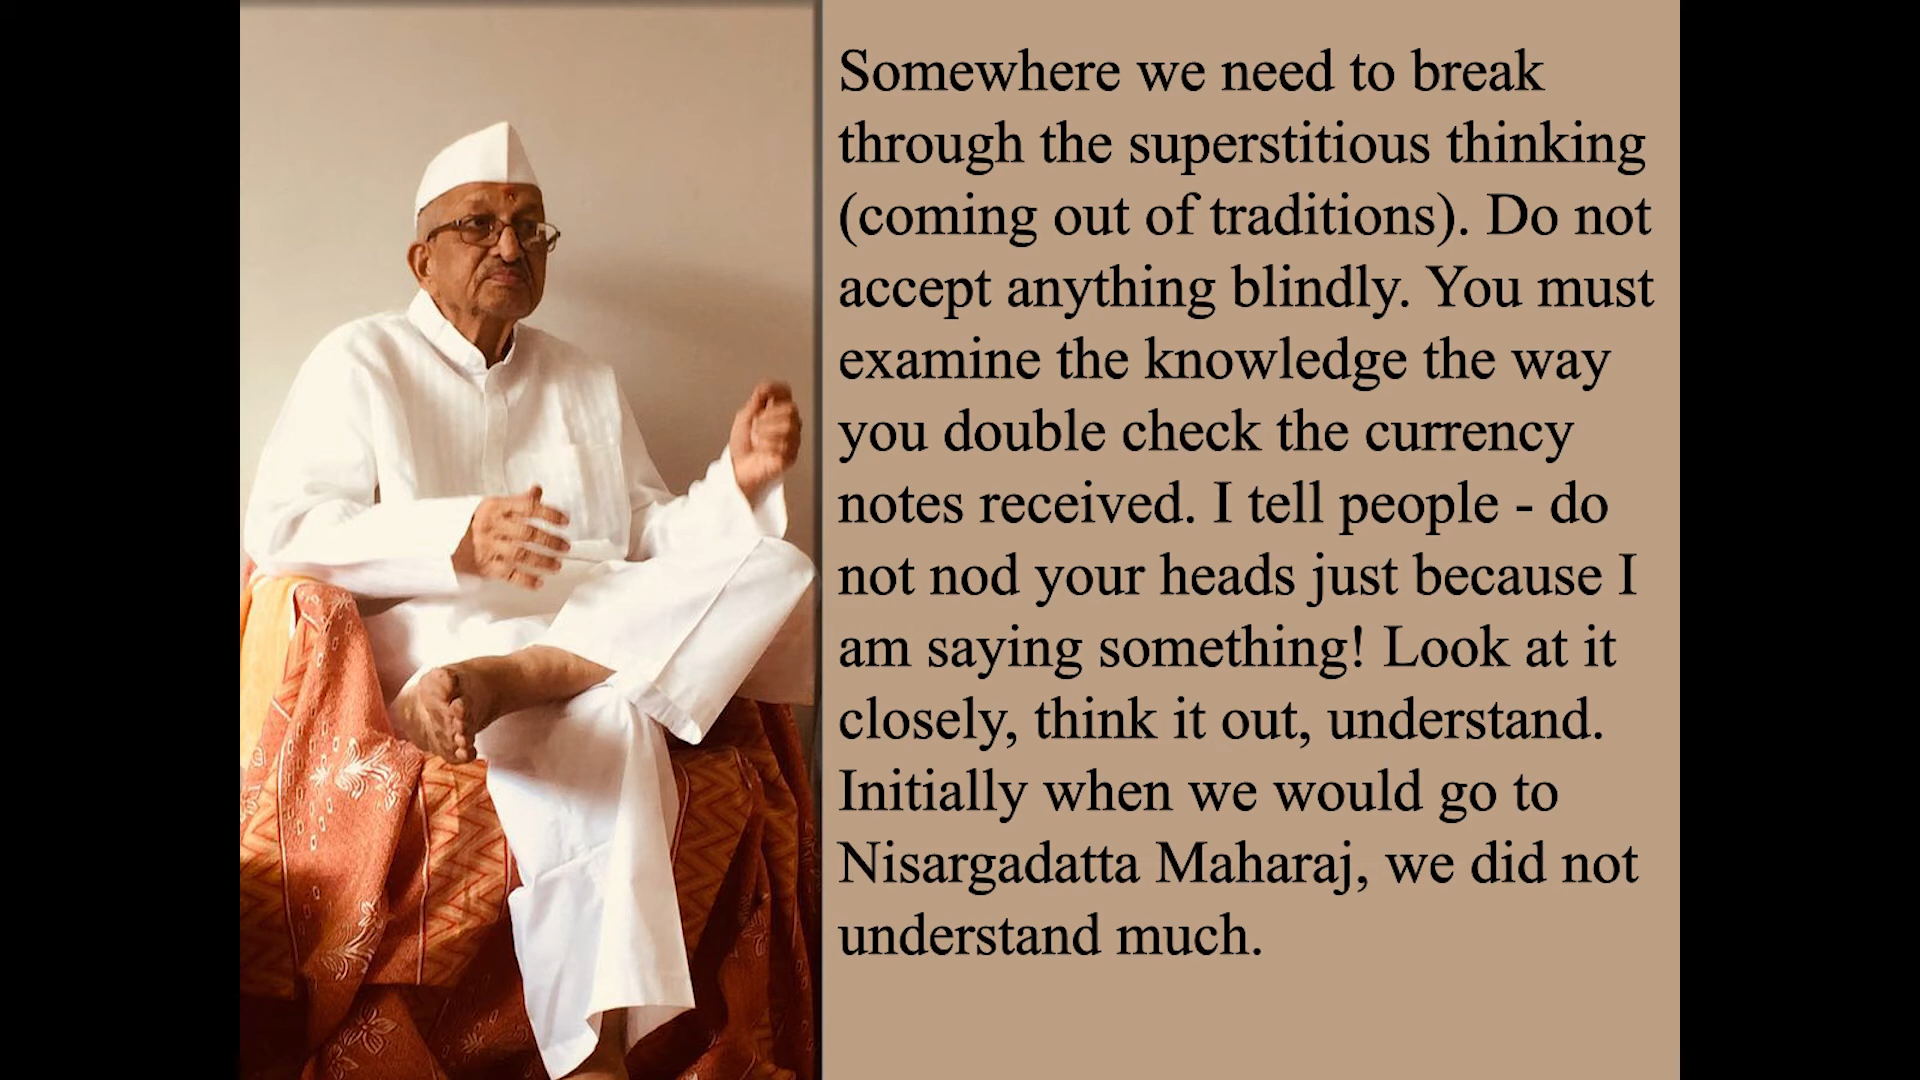 Somewhere we need to break
through the superstitious thinking
(coming out of traditions). Do not
accept anything blindly. You must
examine the knowledge the way
you double check the currency
notes received. I tell people - do
not nod your heads just because I
am saying something! Look at it
closely, think it out, understand.
Initially when we would go to
Nisargadatta Maharaj, we did not
understand much.